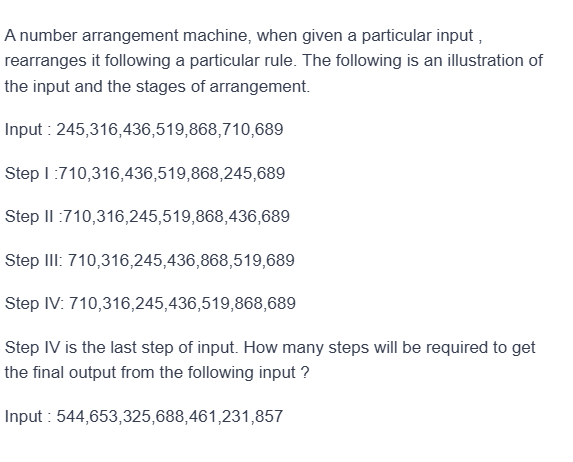 A number arrangement machine, when given a particular input ,
rearranges it following a particular rule. The following is an illustration of
the input and the stages of arrangement.
Input : 245,316,436,519,868,710,689
Step I :710,316,436,519,868,245,689
Step II :710,316,245,519,868,436,689
Step III: 710,316,245,436,868,519,689
Step IV: 710,316,245,436,519,868,689
Step IV is the last step of input. How many steps will be required to get
the final output from the following input ?
Input : 544,653,325,688,461,231,857